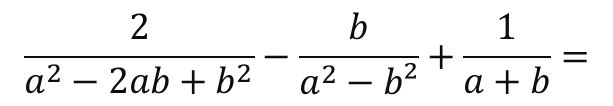 2/(a² − 2ab + b²) − b/(a² − b²) + 1/(a + b) =